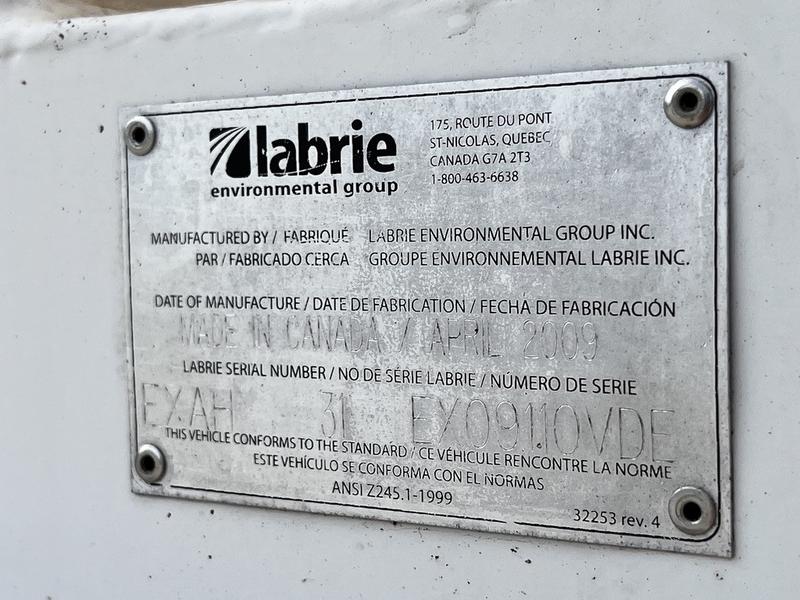 labrie
environmental group
175, ROUTE DU PONT
ST-NICOLAS, QUEBEC
CANADA G7A 2T3
1-800-463-6638
MANUFACTURED BY / FABRIQUÉ LABRIE ENVIRONMENTAL GROUP INC.
PAR / FABRICADO CERCA GROUPE ENVIRONNEMENTAL LABRIE INC.
DATE OF MANUFACTURE / DATE DE FABRICATION / FECHA DE FABRICACIÓN
MADE IN CANADA / APRIL 2009
LABRIE SERIAL NUMBER / NO DE SÉRIE LABRIE / NÚMERO DE SERIE
EXAH 31 EX09110VDE
THIS VEHICLE CONFORMS TO THE STANDARD / CE VÉHICULE RENCONTRE LA NORME
ESTE VEHÍCULO SE CONFORMA CON EL NORMAS
ANSI Z245.1-1999
32253 rev. 4